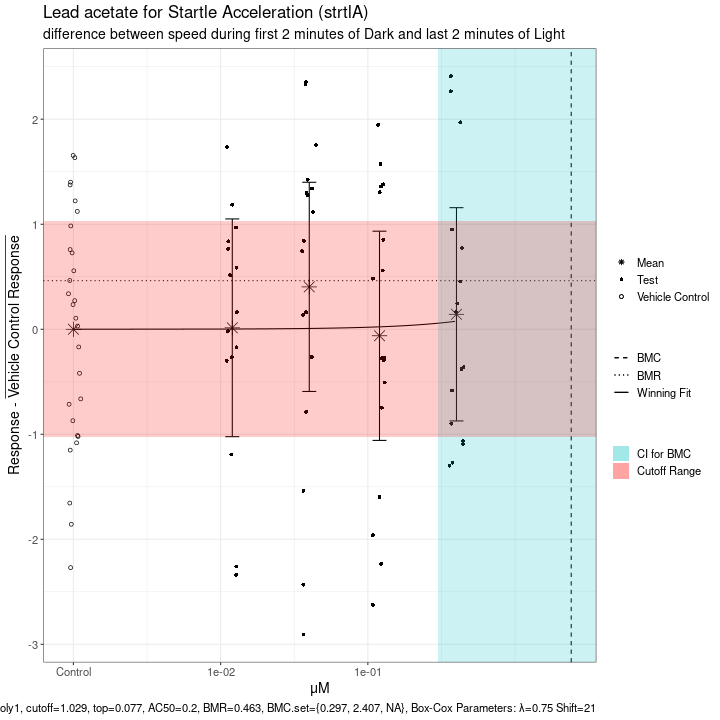 Lead acetate for Startle Acceleration (strtlA)
difference between speed during first 2 minutes of Dark and last 2 minutes of Light
Response - Vehicle Control Response
2
1
0
-1
-2
-3
Control
1e-02
1e-01
µM
Mean
Test
Vehicle Control
BMC
BMR
Winning Fit
CI for BMC
Cutoff Range
oly1, cutoff=1.029, top=0.077, AC50=0.2, BMR=0.463, BMC.set={0.297, 2.407, NA}, Box-Cox Parameters: λ=0.75 Shift=21